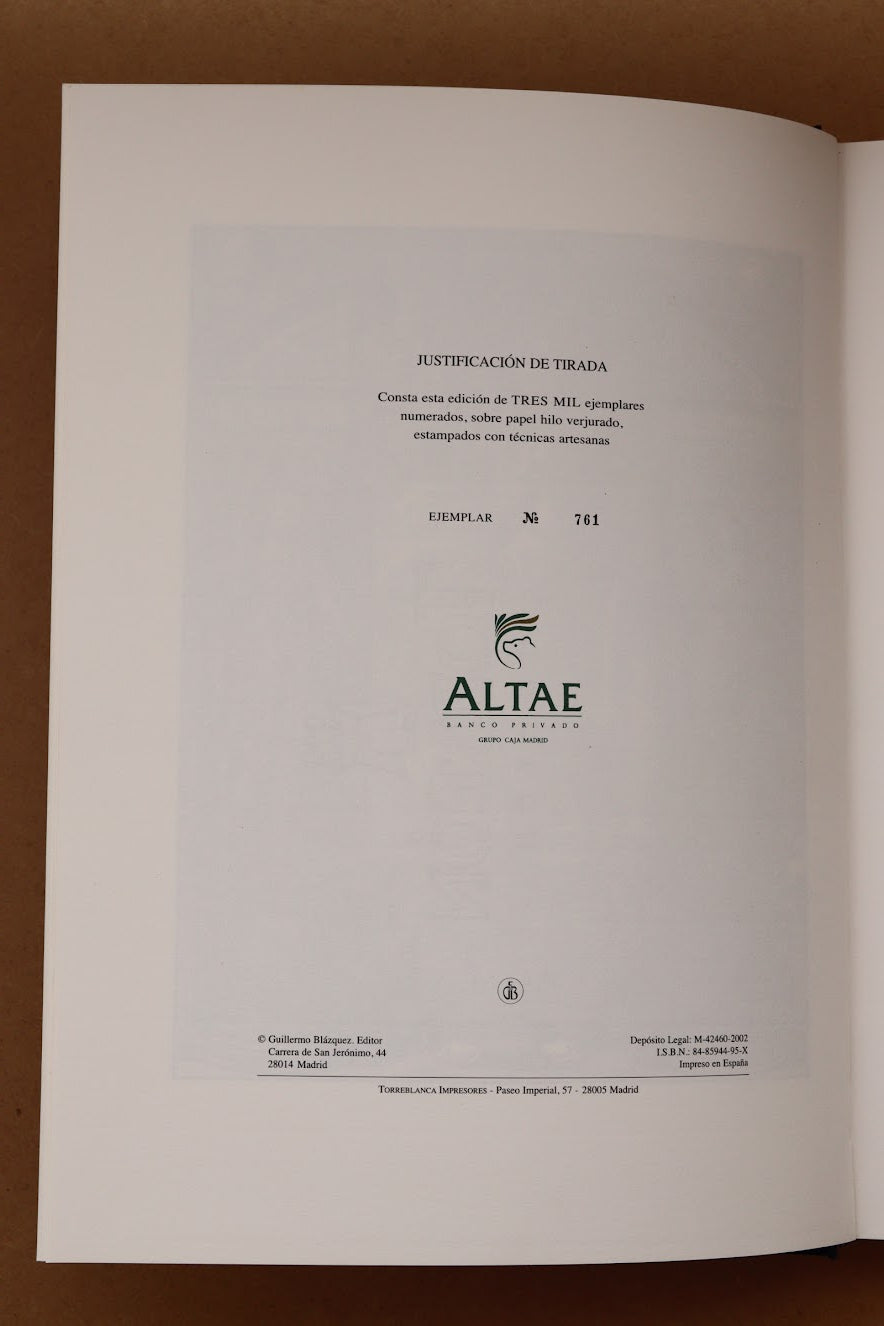 JUSTIFICACIÓN DE TIRADA
Consta esta edición de TRES MIL ejemplares
numerados, sobre papel hilo verjurado,
estampados con técnicas artesanas
EJEMPLAR № 761
ALTAE
BANCO PRIVADO
GRUPO CAJA MADRID
© Guillermo Blázquez. Editor
Carrera de San Jerónimo, 44
28014 Madrid
Depósito Legal: M-42460-2002
I.S.B.N.: 84-85944-95-X
Impreso en España
TORREBLANCA IMPRESORES - Paseo Imperial, 57 - 28005 Madrid